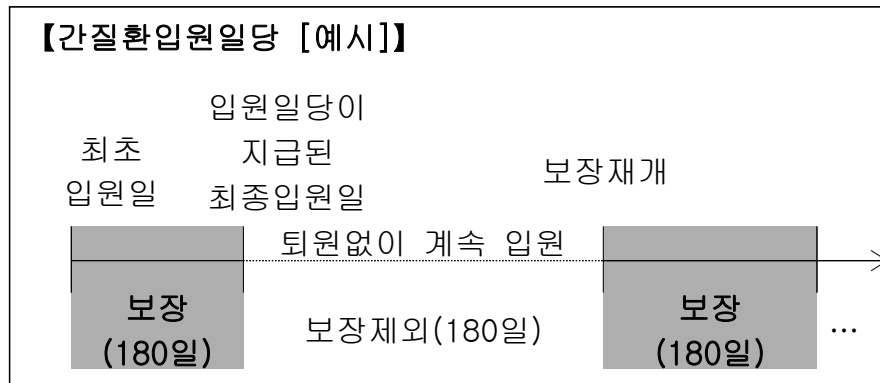 【간질환입원일당 [예시]】
최초
입원일
입원일당이
지급된
최종입원일
보장재개
퇴원없이 계속 입원
보장
(180일)
보장제외(180일)
보장
(180일)
…